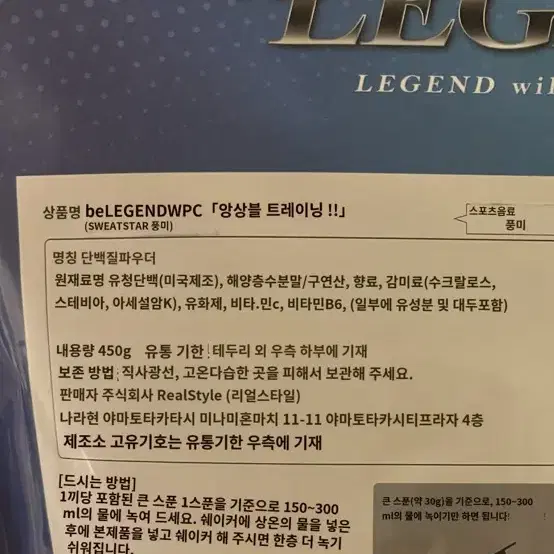 LEG
LEGEND wil
상품명 beLEGENDWPC「앙상블 트레이닝 !!」
(SWEATSTAR 풍미)
스포츠음료
풍미
명칭 단백질파우더
원재료명 유청단백(미국제조), 해양층수분말/구연산, 향료, 감미료(수크랄로스,
스테비아, 아세설암K), 유화제, 비타.민c, 비타민B6, (일부에 유성분 및 대두포함)
내용량 450g 유통 기한 : 테두리 외 우측 하부에 기재
보존 방법 : 직사광선, 고온다습한 곳을 피해서 보관해 주세요.
판매자 주식회사 RealStyle (리얼스타일)
나라현 야마토타카타시 미나미혼마치 11-11 야마토타카시티프라자 4층
제조소 고유기호는 유통기한 우측에 기재
[드시는 방법]
1끼당 포함된 큰 스푼 1스푼을 기준으로 150~300
ml의 물에 녹여 드세요. 쉐이커에 상온의 물을 넣은
후에 본제품을 넣고 쉐이커 해 주시면 한층 더 녹기
쉬워집니다.
큰 스푼(약 30g)을 기준으로, 150~300
ml의 물에 녹이기만 하면 됩니다